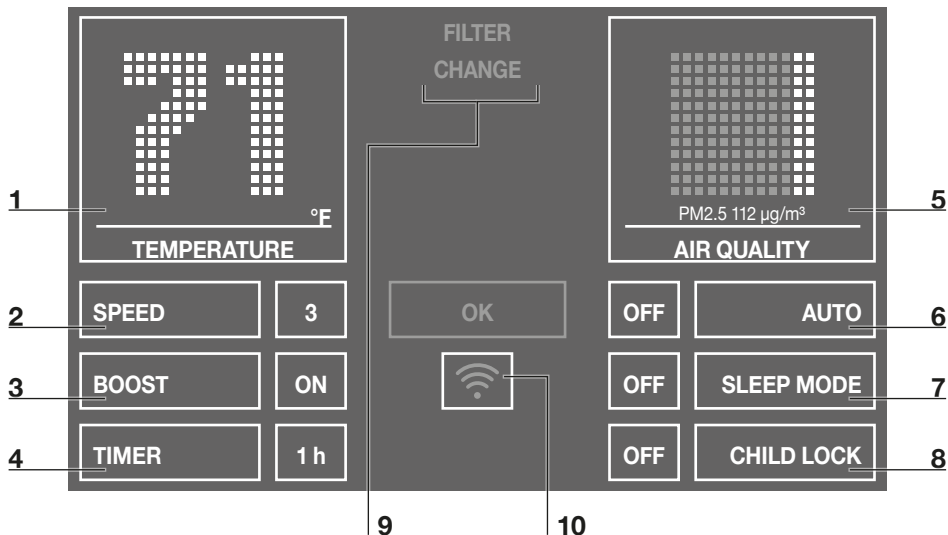 71
°F
TEMPERATURE
FILTER
CHANGE
PM2.5 112 µg/m³
AIR QUALITY
1
5
SPEED 3
OK
OFF AUTO
2
6
BOOST ON
OFF SLEEP MODE
3
7
TIMER 1 h
OFF CHILD LOCK
4
8
9
10